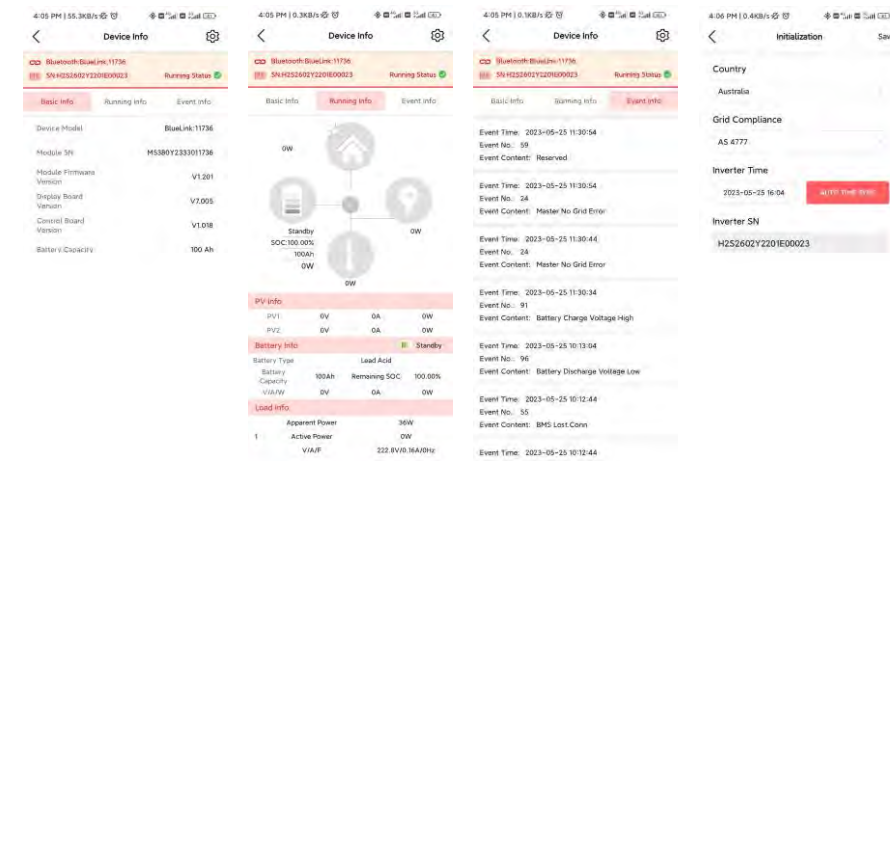 4:05 PM | 55.3KB/s
Device Info
Bluetooth:BlueLink:11736
SN:H2S2602Y2201E00023 Running Status
Basic Info Running Info Event Info
Device Model BlueLink:11736
Module SN M5380Y2333011736
Module Firmware Version V1.201
Display Board Version V7.005
Control Board Version V1.018
Battery Capacity 100 Ah
4:05 PM | 0.3KB/s
Device Info
Bluetooth:BlueLink:11736
SN:H2S2602Y2201E00023 Running Status
Basic Info Running Info Event Info
0W
Standby
SOC:100.00%
100Ah
0W
0W
0W
PV Info
PV1 0V 0A 0W
PV2 0V 0A 0W
Battery Info Standby
Battery Type Lead Acid
Battery Capacity 100Ah Remaining SOC 100.00%
V/A/W 0V 0A 0W
Load Info
Apparent Power 36W
1 Active Power 0W
V/A/F 222.8V/0.16A/0Hz
4:05 PM | 0.1KB/s
Device Info
Bluetooth:BlueLink:11736
SN:H2S2602Y2201E00023 Running Status
Basic Info Running Info Event Info
Event Time: 2023-05-25 11:30:54
Event No.: 59
Event Content: Reserved
Event Time: 2023-05-25 11:30:54
Event No.: 24
Event Content: Master No Grid Error
Event Time: 2023-05-25 11:30:44
Event No.: 24
Event Content: Master No Grid Error
Event Time: 2023-05-25 11:30:34
Event No.: 91
Event Content: Battery Charge Voltage High
Event Time: 2023-05-25 10:13:04
Event No.: 96
Event Content: Battery Discharge Voltage Low
Event Time: 2023-05-25 10:12:44
Event No.: 55
Event Content: BMS Lost.Conn
Event Time: 2023-05-25 10:12:44
4:06 PM | 0.4KB/s
Initialization Sav
Country
Australia
Grid Compliance
AS 4777
Inverter Time
2023-05-25 16:04 AUTO TIME SYNC
Inverter SN
H2S2602Y2201E00023